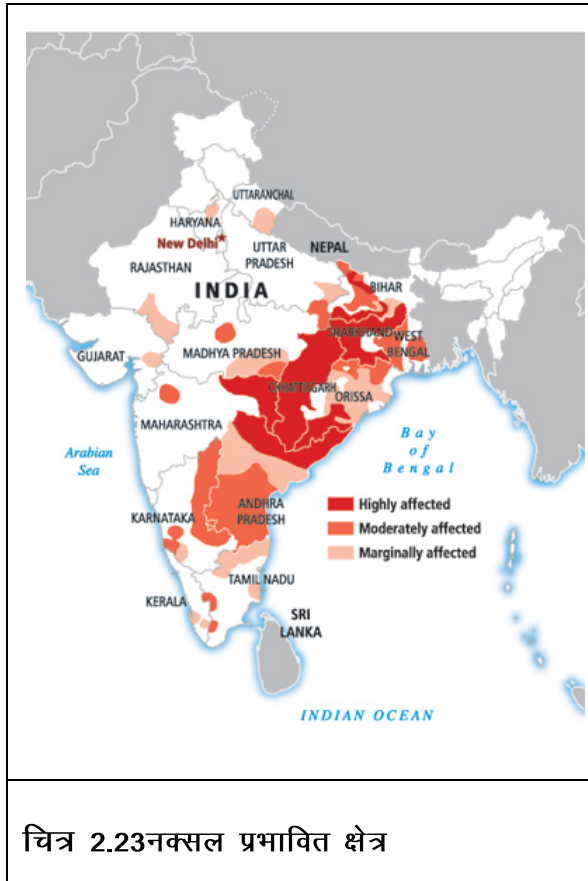 UTTARANCHAL
HARYANA
New Delhi
NEPAL
UTTAR
PRADESH
RAJASTHAN
BIHAR
INDIA
JHARKHAND
WEST
BENGAL
GUJARAT
MADHYA PRADESH
CHHATTISGARH
ORISSA
MAHARASHTRA
Arabian
Sea
Bay
of
Bengal
Highly affected
Moderately affected
Marginally affected
ANDHRA
PRADESH
KARNATAKA
TAMIL NADU
KERALA
SRI
LANKA
INDIAN OCEAN
चित्र 2.23नक्सल प्रभावित क्षेत्र